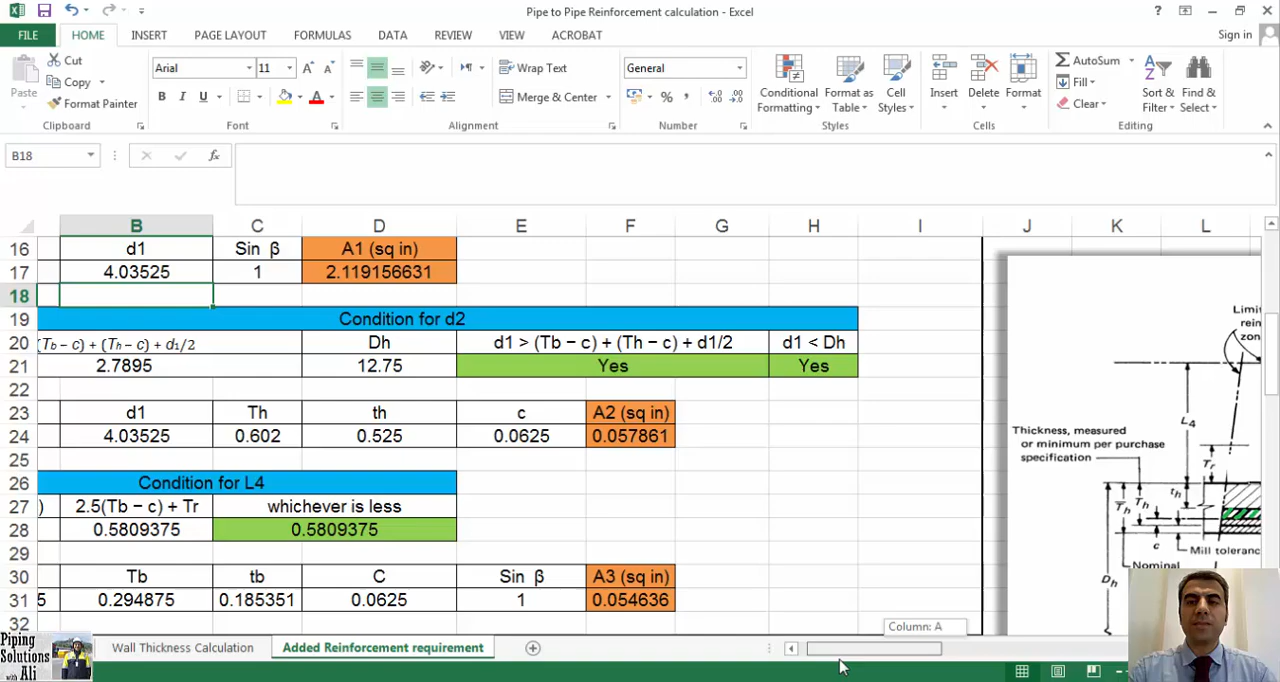 Pipe to Pipe Reinforcement calculation - Excel
?
FILE HOME INSERT PAGE LAYOUT FORMULAS DATA REVIEW VIEW ACROBAT Sign in
Paste
Cut
Copy
Format Painter
Clipboard
Arial 11
B I U A
Font
Wrap Text
Merge & Center
Alignment
General
% ,
Number
Conditional Formatting
Format as Table
Cell Styles
Styles
Insert Delete Format
Cells
AutoSum
Fill
Clear
Sort & Filter
Find & Select
Editing
B18 fx
B C D E F G H I J K L
16 d1 Sin β A1 (sq in)
17 4.03525 1 2.119156631
18
19 Condition for d2
20 (Tb − c) + (Th − c) + d1/2 Dh d1 > (Tb − c) + (Th − c) + d1/2 d1 < Dh
21 2.7895 12.75 Yes Yes
22
23 d1 Th th c A2 (sq in)
24 4.03525 0.602 0.525 0.0625 0.057861
25
26 Condition for L4
27 ) 2.5(Tb − c) + Tr whichever is less
28 0.5809375 0.5809375
29
30 Tb tb C Sin β A3 (sq in)
31 5 0.294875 0.185351 0.0625 1 0.054636
32
Limi
rein
zon
Thickness, measured
or minimum per purchase
specification
L4
Tr
Th Th th
c
Mill toleranc
Nominal
Dh
Column: A
Wall Thickness Calculation Added Reinforcement requirement
Piping
Solutions
with
Ali